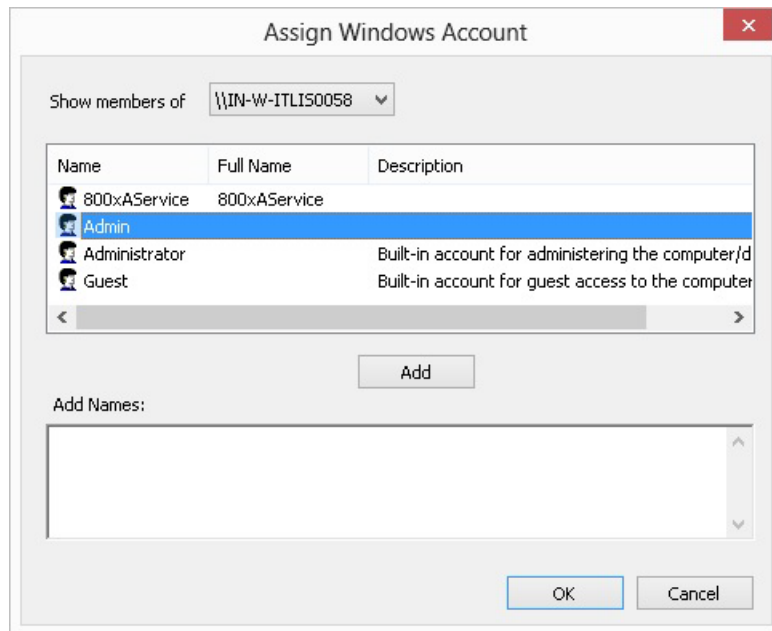 Assign Windows Account
Show members of \\IN-W-ITLIS0058
Name Full Name Description
800xAService 800xAService
Admin
Administrator Built-in account for administering the computer/d
Guest Built-in account for guest access to the computer
Add
Add Names:
OK Cancel